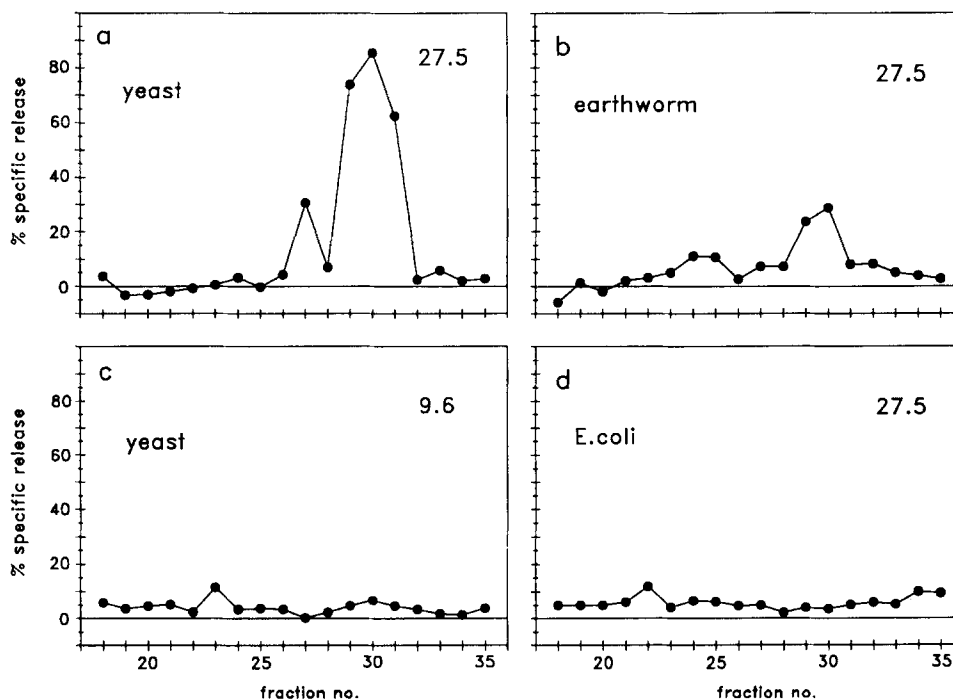 a
27.5
yeast
% specific release
80
60
40
20
0
b
27.5
earthworm
c
9.6
yeast
% specific release
80
60
40
20
0
20
25
30
35
fraction no.
d
27.5
E.coli
20
25
30
35
fraction no.